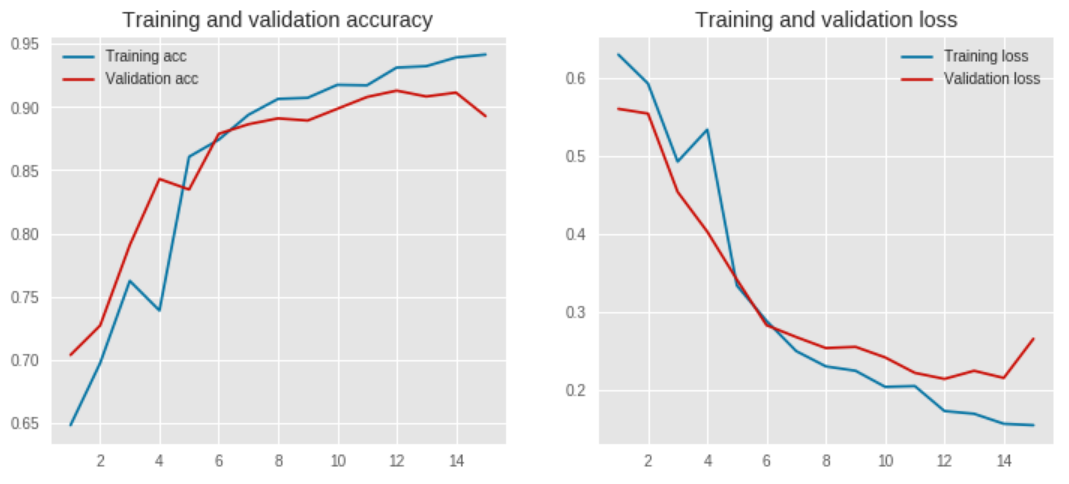 Training and validation accuracy
0.95
0.90
0.85
0.80
0.75
0.70
0.65
Training acc
Validation acc
2 4 6 8 10 12 14
Training and validation loss
0.6
0.5
0.4
0.3
0.2
Training loss
Validation loss
2 4 6 8 10 12 14